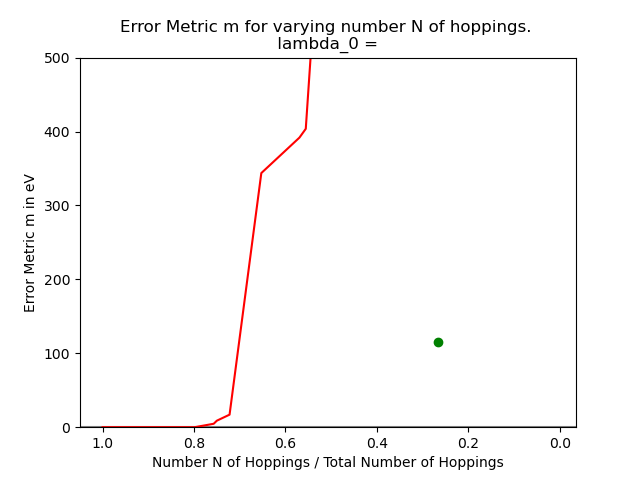 Error Metric m for varying number N of hoppings.
lambda_0 =
500
400
300
200
100
0
Error Metric m in eV
1.0 0.8 0.6 0.4 0.2 0.0
Number N of Hoppings / Total Number of Hoppings